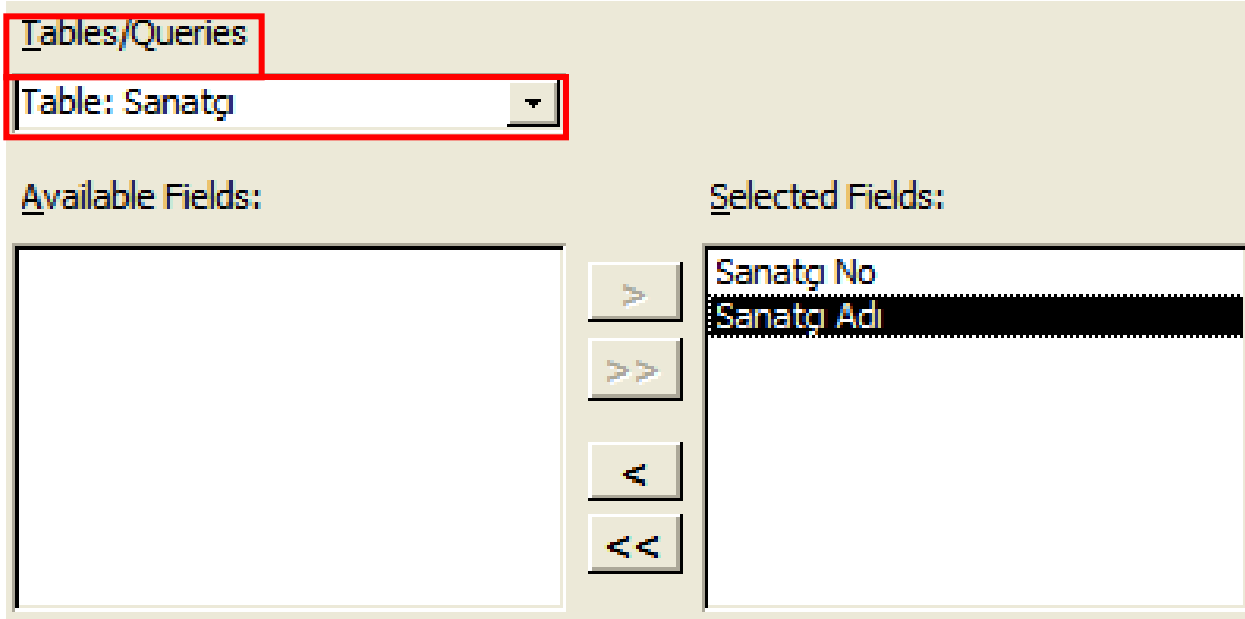 Tables/Queries
Table: Sanatçı
Available Fields:
Selected Fields:
Sanatçı No
Sanatçı Adı
>
>>
<
<<